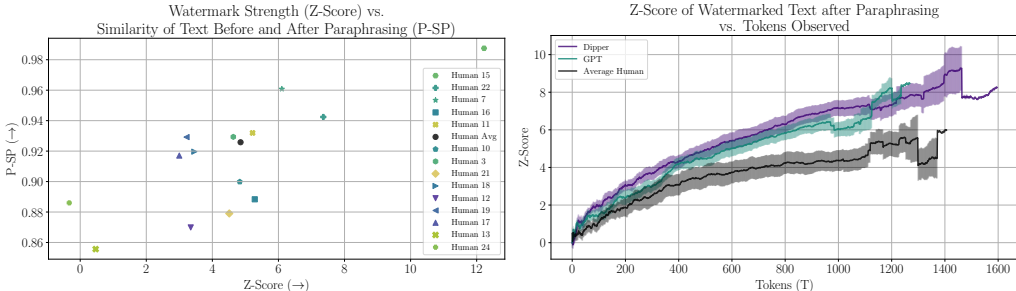 Watermark Strength (Z-Score) vs.
Similarity of Text Before and After Paraphrasing (P-SP)
P-SP (→)
0.98
0.96
0.94
0.92
0.90
0.88
0.86
0
2
4
6
8
10
12
Z-Score (→)
Human 15
Human 22
Human 7
Human 16
Human 11
Human Avg
Human 10
Human 3
Human 21
Human 18
Human 12
Human 19
Human 17
Human 13
Human 24
Z-Score of Watermarked Text after Paraphrasing
vs. Tokens Observed
Z-Score
10
8
6
4
2
0
Dipper
GPT
Average Human
0
200
400
600
800
1000
1200
1400
1600
Tokens (T)